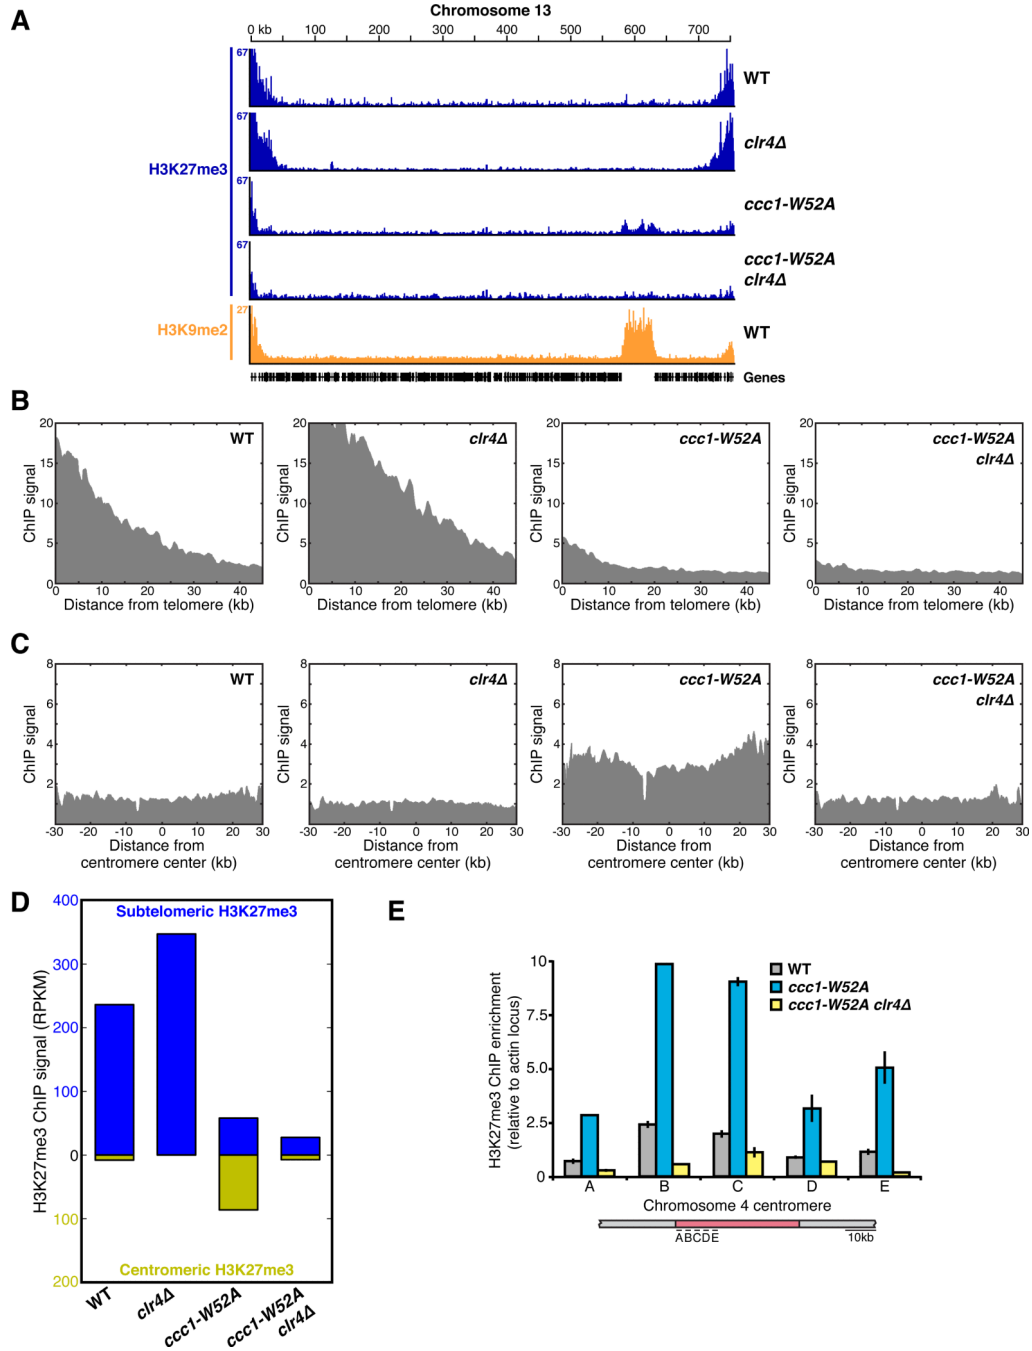 A
Chromosome 13
0 kb 100 200 300 400 500 600 700
67
WT
67
clr4Δ
H3K27me3
67
ccc1-W52A
67
ccc1-W52A
clr4Δ
27
H3K9me2
WT
Genes
B
20 15 10 5 0
ChIP signal
WT
0 10 20 30 40
Distance from telomere (kb)
20 15 10 5 0
ChIP signal
clr4Δ
0 10 20 30 40
Distance from telomere (kb)
20 15 10 5 0
ChIP signal
ccc1-W52A
0 10 20 30 40
Distance from telomere (kb)
20 15 10 5 0
ChIP signal
ccc1-W52A
clr4Δ
0 10 20 30 40
Distance from telomere (kb)
C
8 6 4 2
ChIP signal
WT
-30 -20 -10 0 10 20 30
Distance from
centromere center (kb)
8 6 4 2
ChIP signal
clr4Δ
-30 -20 -10 0 10 20 30
Distance from
centromere center (kb)
8 6 4 2
ChIP signal
ccc1-W52A
-30 -20 -10 0 10 20 30
Distance from
centromere center (kb)
8 6 4 2
ChIP signal
ccc1-W52A
clr4Δ
-30 -20 -10 0 10 20 30
Distance from
centromere center (kb)
D
H3K27me3 ChIP signal (RPKM)
400
300
200
100
0
100
200
Subtelomeric H3K27me3
Centromeric H3K27me3
WT
clr4Δ
ccc1-W52A
ccc1-W52A
clr4Δ
E
H3K27me3 ChIP enrichment
(relative to actin locus)
10
7.5
5.0
2.5
0
WT
ccc1-W52A
ccc1-W52A clr4Δ
A B C D E
Chromosome 4 centromere
ABCDE
10kb